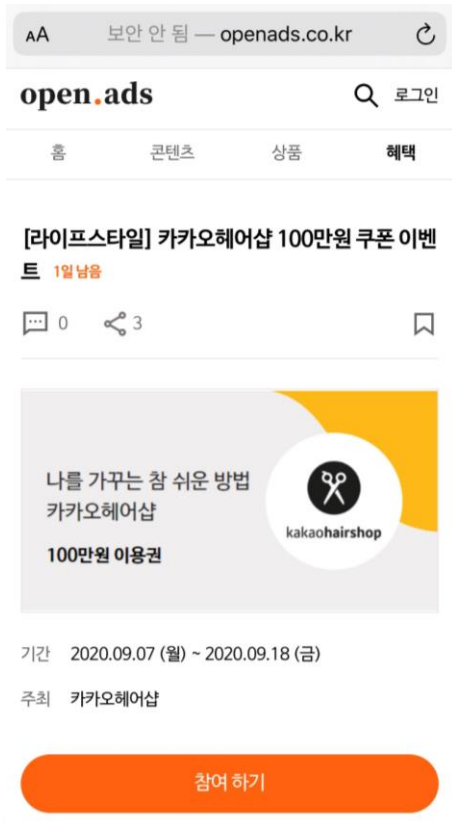 AA 보안 안 됨 — openads.co.kr
open.ads 로그인
홈 콘텐츠 상품 혜택
[라이프스타일] 카카오헤어샵 100만원 쿠폰 이벤
트 1일 남음
0 3
나를 가꾸는 참 쉬운 방법
카카오헤어샵
100만원 이용권
kakaohairshop
기간 2020.09.07 (월) ~ 2020.09.18 (금)
주최 카카오헤어샵
참여 하기